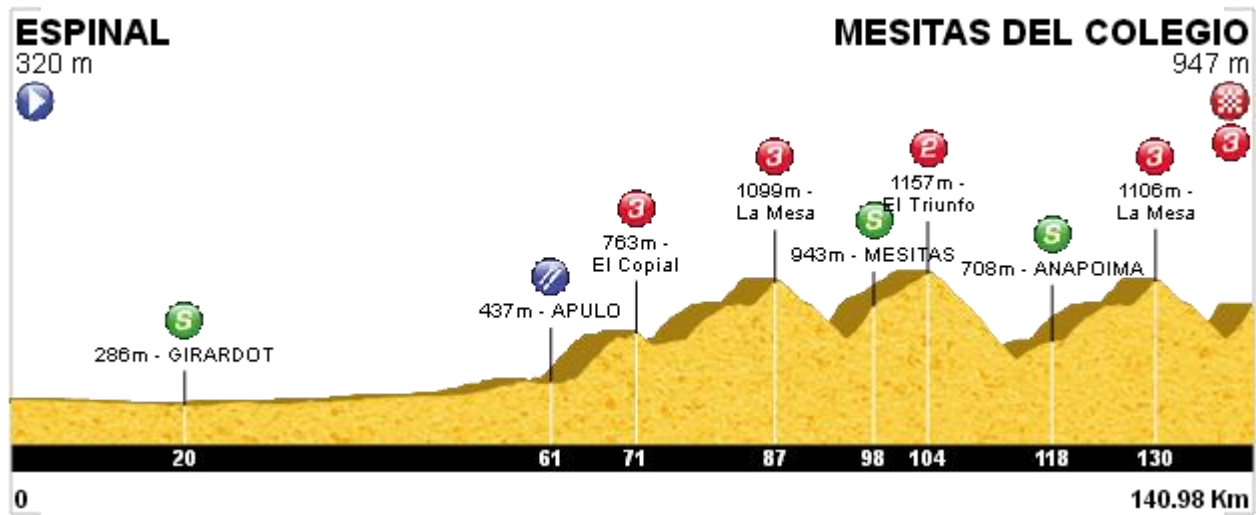 ESPINAL
320 m
MESITAS DEL COLEGIO
947 m
3
3
2
3
3
S
S
S
1099m -
La Mesa
1157m -
El Triunfo
1106m -
La Mesa
763m -
El Copial
943m - MESITAS
708m - ANAPOIMA
437m - APULO
286m - GIRARDOT
20
61
71
87
98
104
118
130
0
140.98 Km